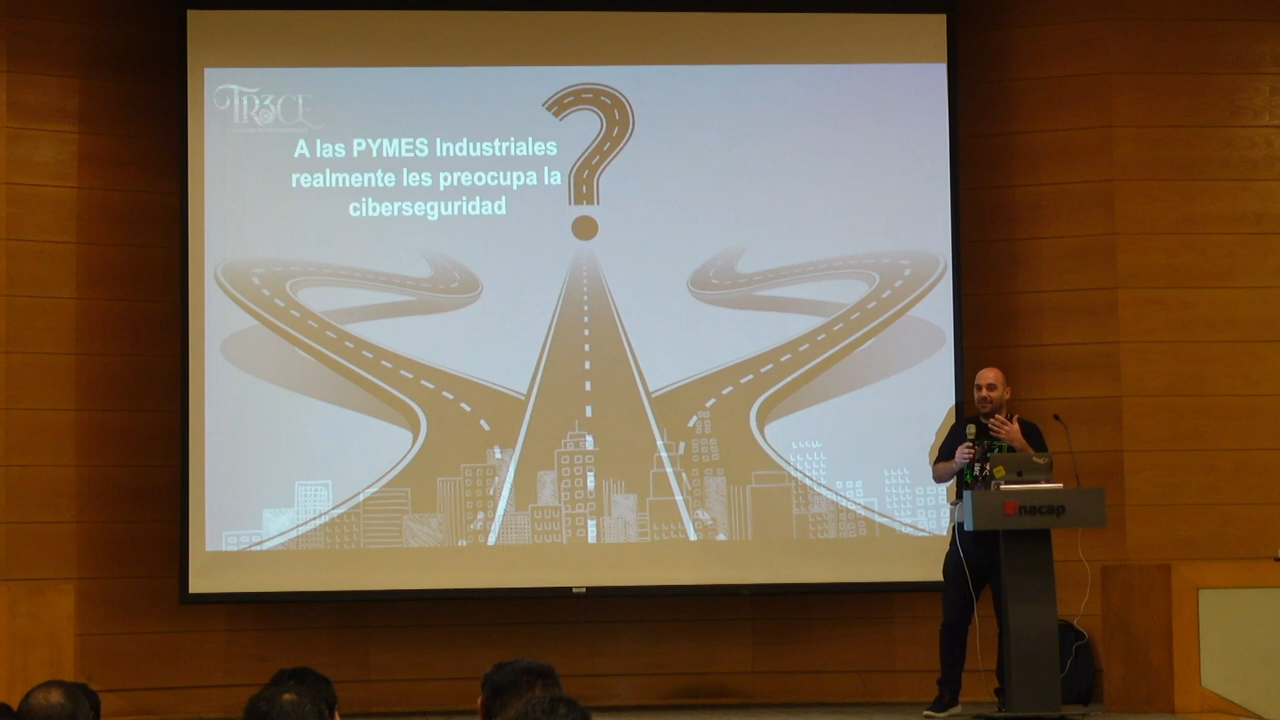 TR3CE
A las PYMES Industriales
realmente les preocupa la
ciberseguridad
?
inacap